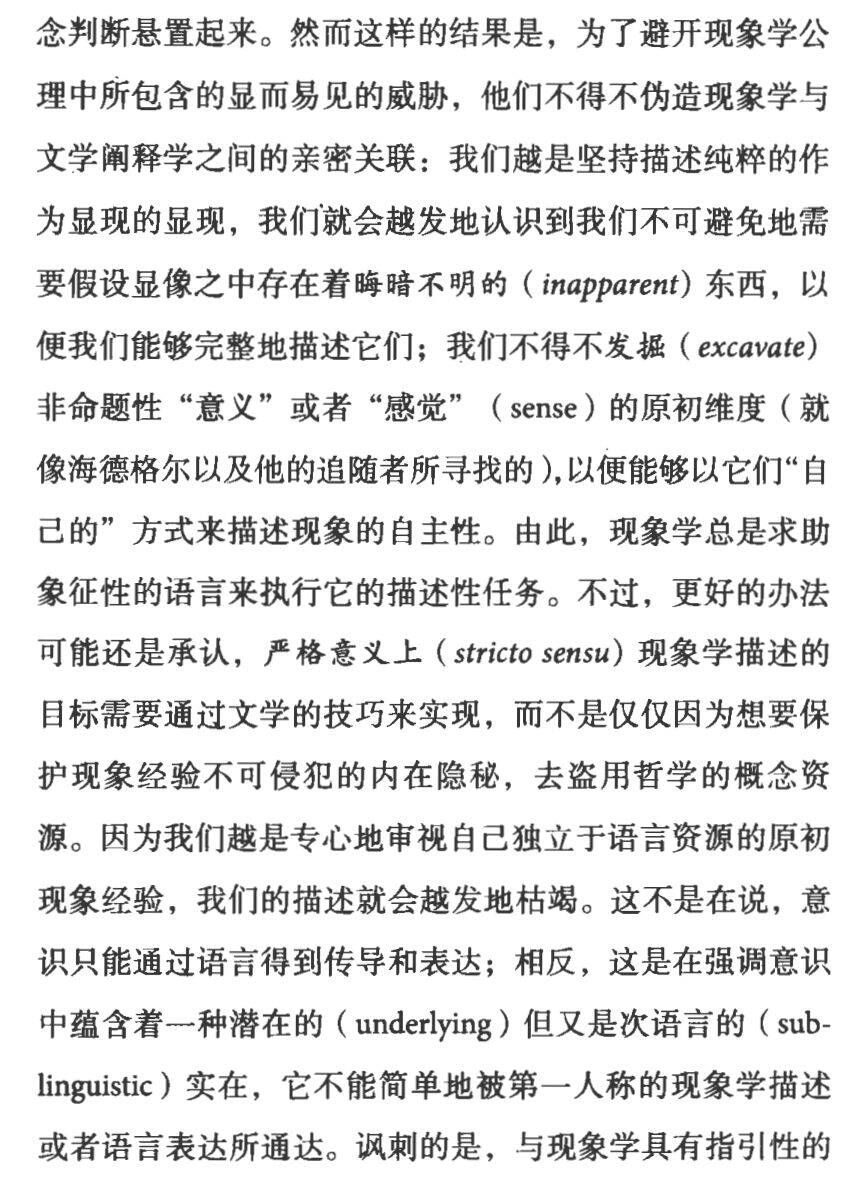 念判断悬置起来。然而这样的结果是，为了避开现象学公
理中所包含的显而易见的威胁，他们不得不伪造现象学与
文学阐释学之间的亲密关联：我们越是坚持描述纯粹的作
为显现的显现，我们就会越发地认识到我们不可避免地需
要假设显像之中存在着晦暗不明的（inapparent）东西，以
便我们能够完整地描述它们；我们不得不发掘（excavate）
非命题性“意义”或者“感觉”（sense）的原初维度（就
像海德格尔以及他的追随者所寻找的），以便能够以它们“自
己的”方式来描述现象的自主性。由此，现象学总是求助
象征性的语言来执行它的描述性任务。不过，更好的办法
可能还是承认，严格意义上（stricto sensu）现象学描述的
目标需要通过文学的技巧来实现，而不是仅仅因为想要保
护现象经验不可侵犯的内在隐秘，去盗用哲学的概念资
源。因为我们越是专心地审视自己独立于语言资源的原初
现象经验，我们的描述就会越发地枯竭。这不是在说，意
识只能通过语言得到传导和表达；相反，这是在强调意识
中蕴含着一种潜在的（underlying）但又是次语言的（sub-
linguistic）实在，它不能简单地被第一人称的现象学描述
或者语言表达所通达。讽刺的是，与现象学具有指引性的